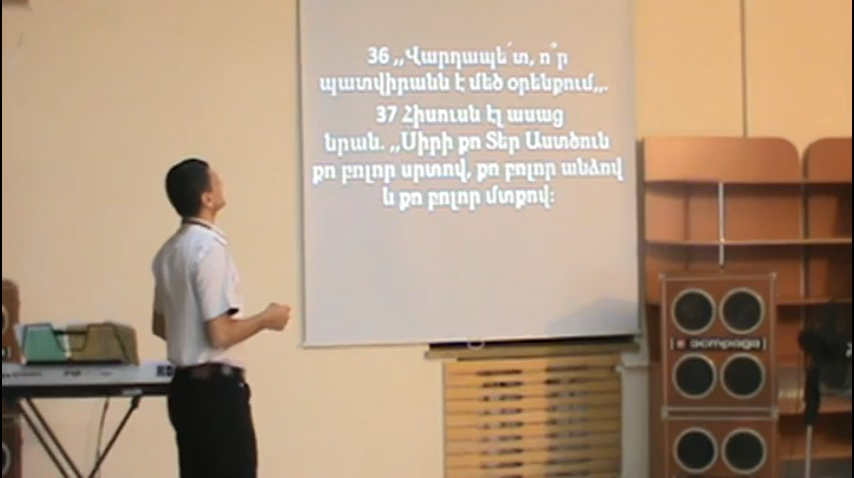 36 ,,Վարդապե՛տ, ո՞ր
պատվիրանն է մեծ օրենքում,,.
37 Հիսուսն էլ ասաց
նրան. ,,Սիրի քո Տեր Աստծուն
քո բոլոր սրտով, քո բոլոր անձով
և քո բոլոր մտքով:
эстрада